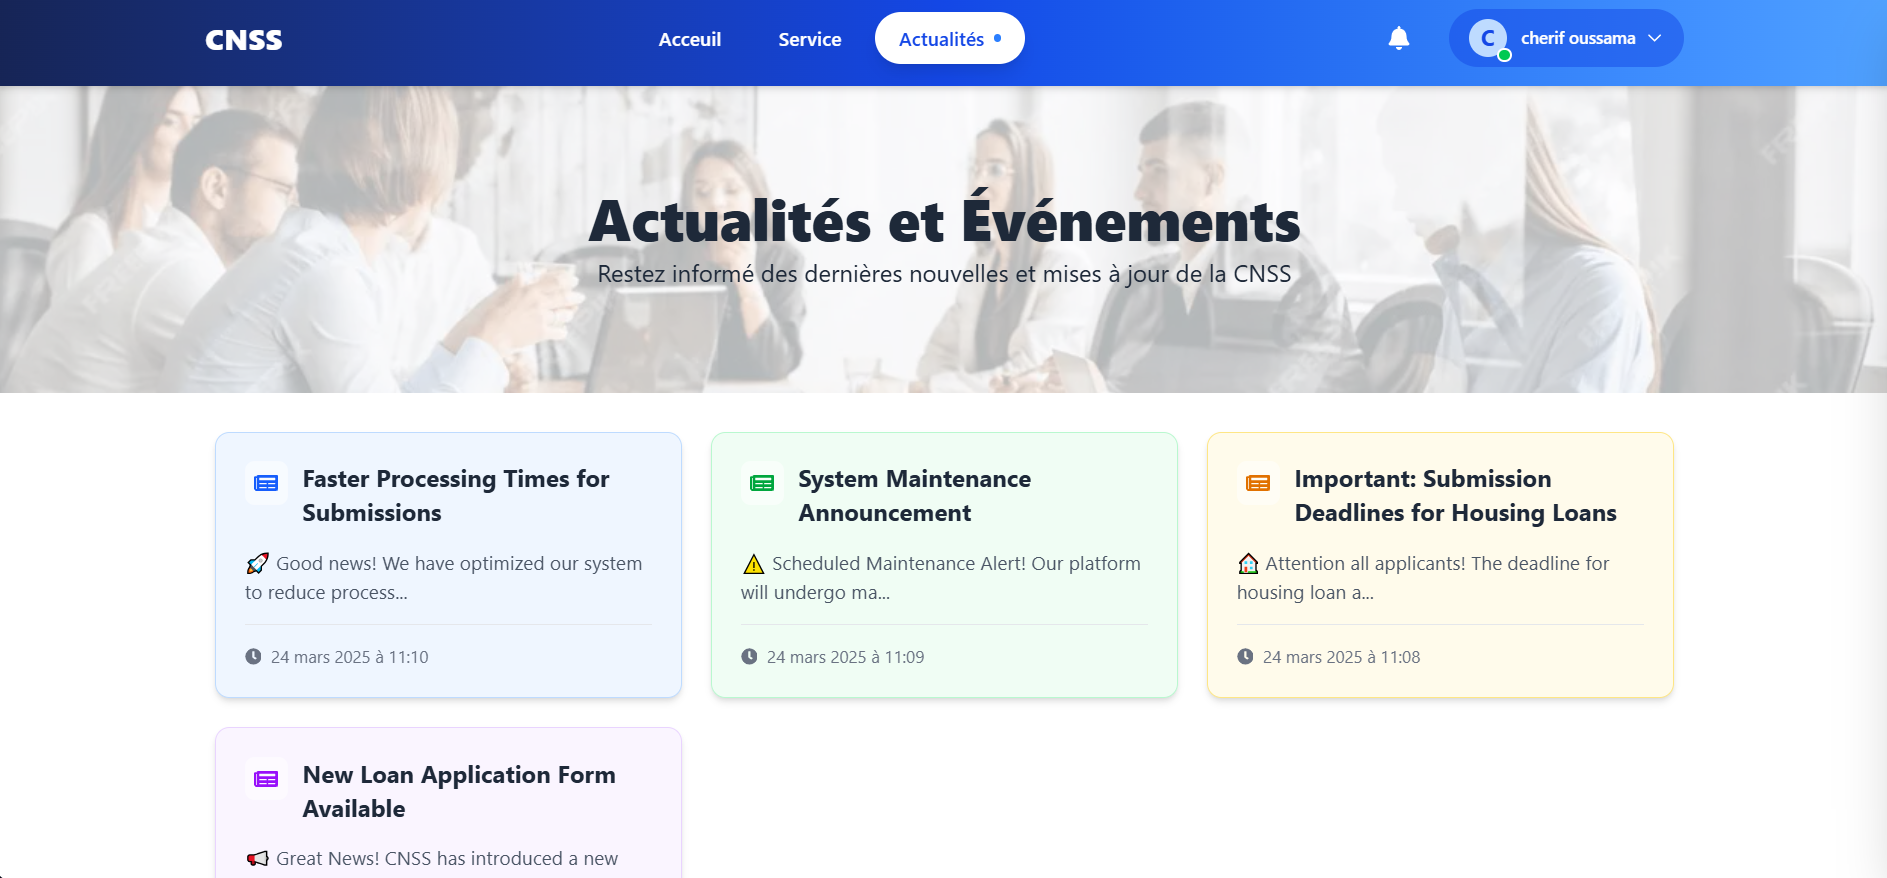 CNSS
Acceuil
Service
Actualités
C
cherif oussama
Actualités et Événements
Restez informé des dernières nouvelles et mises à jour de la CNSS
Faster Processing Times for
Submissions
🚀 Good news! We have optimized our system
to reduce process...
24 mars 2025 à 11:10
System Maintenance
Announcement
⚠️ Scheduled Maintenance Alert! Our platform
will undergo ma...
24 mars 2025 à 11:09
Important: Submission
Deadlines for Housing Loans
🏠 Attention all applicants! The deadline for
housing loan a...
24 mars 2025 à 11:08
New Loan Application Form
Available
📢 Great News! CNSS has introduced a new